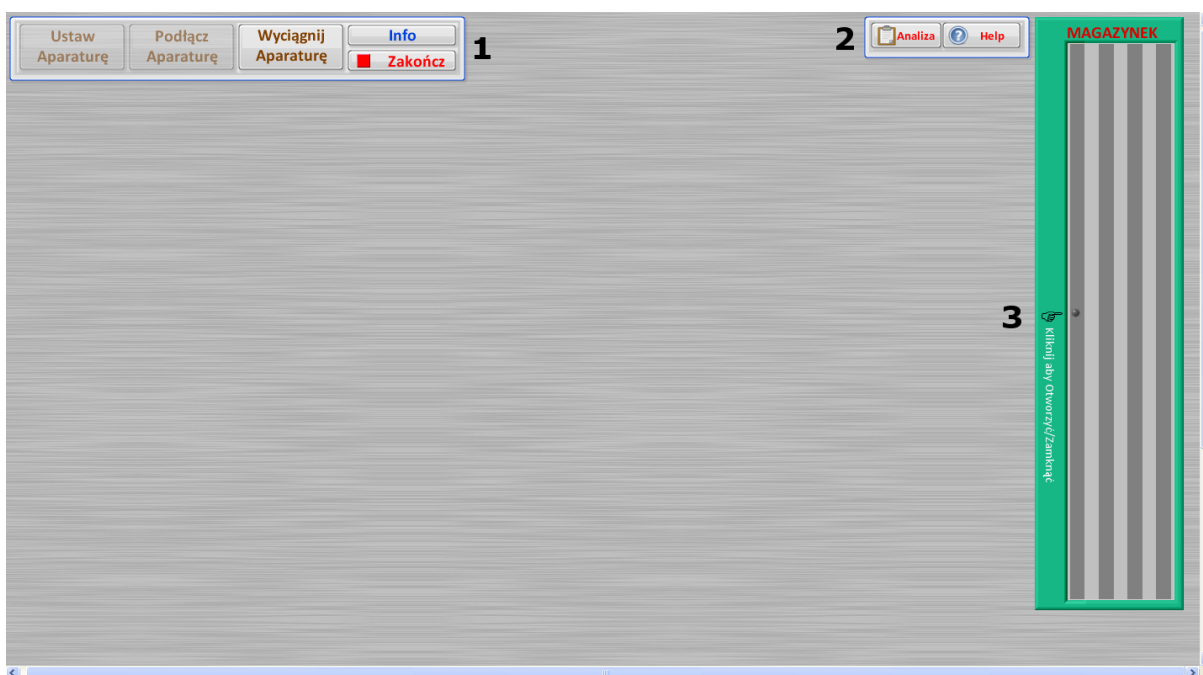 Ustaw
Aparaturę
Podłącz
Aparaturę
Wyciągnij
Aparaturę
Info
Zakończ
1
2
Analiza
Help
MAGAZYNEK
3
Kliknij aby Otworzyć/Zamknąć